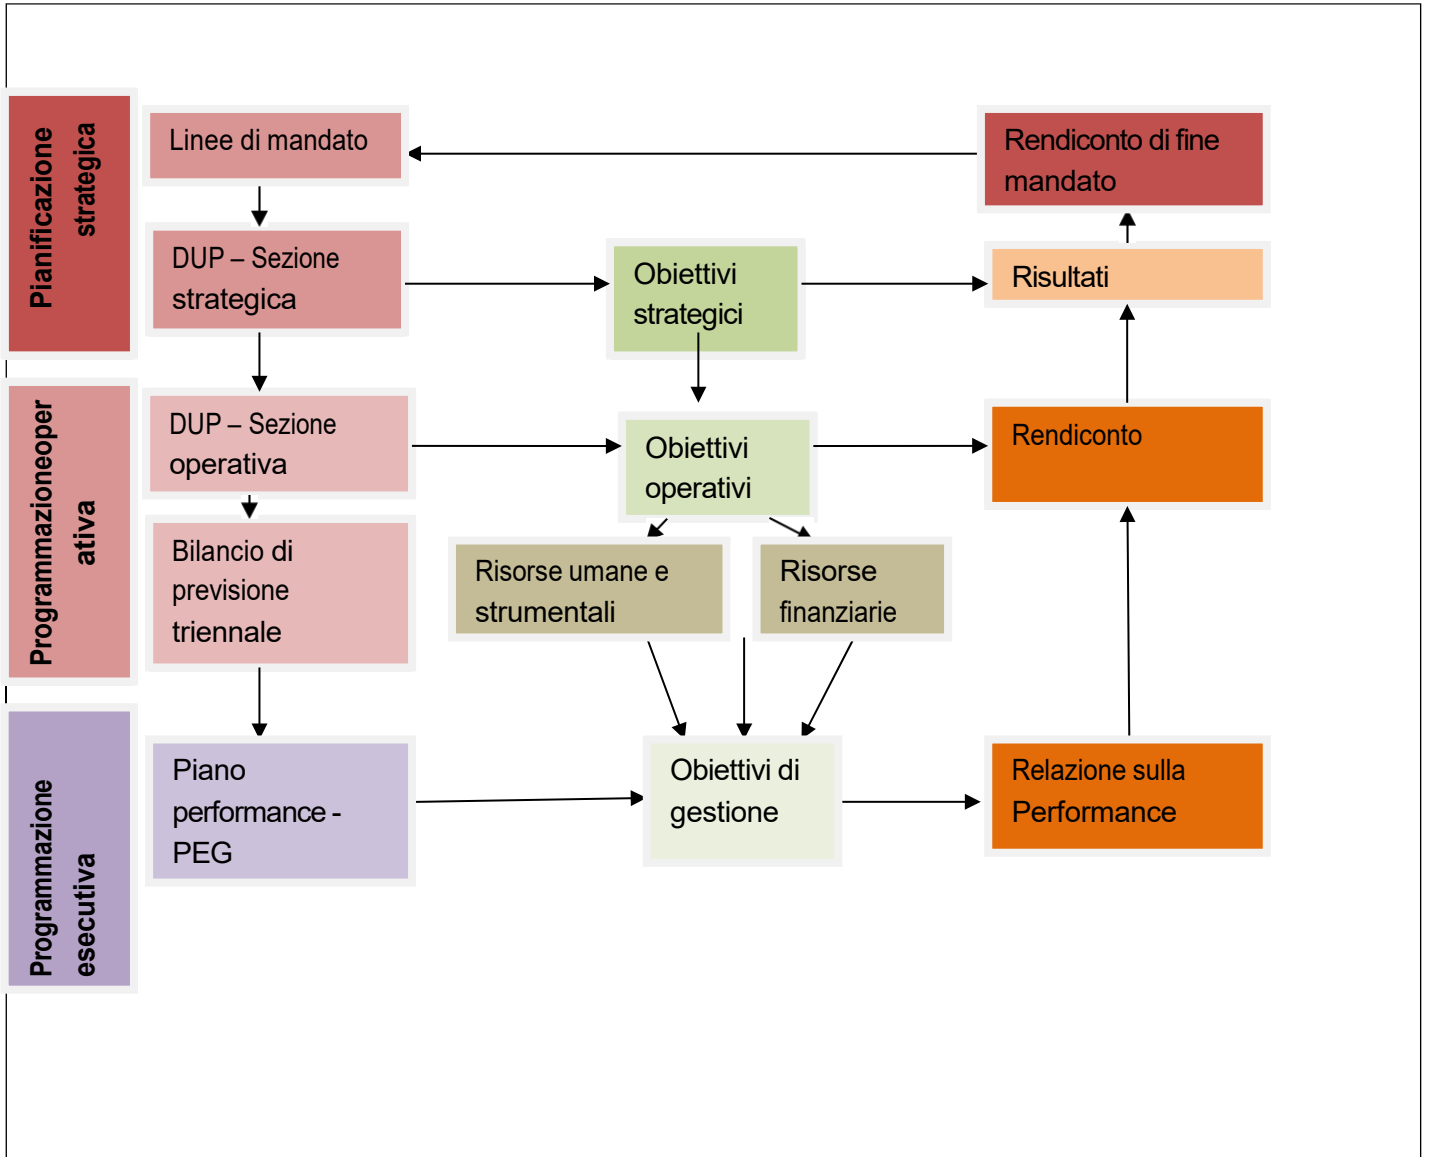 Pianificazione
strategica
Linee di mandato
Rendiconto di fine
mandato
DUP – Sezione
strategica
Obiettivi
strategici
Risultati
Programmazioneoper
ativa
DUP – Sezione
operativa
Obiettivi
operativi
Rendiconto
Bilancio di
previsione
triennale
Risorse umane e
strumentali
Risorse
finanziarie
Programmazione
esecutiva
Piano
performance -
PEG
Obiettivi di
gestione
Relazione sulla
Performance